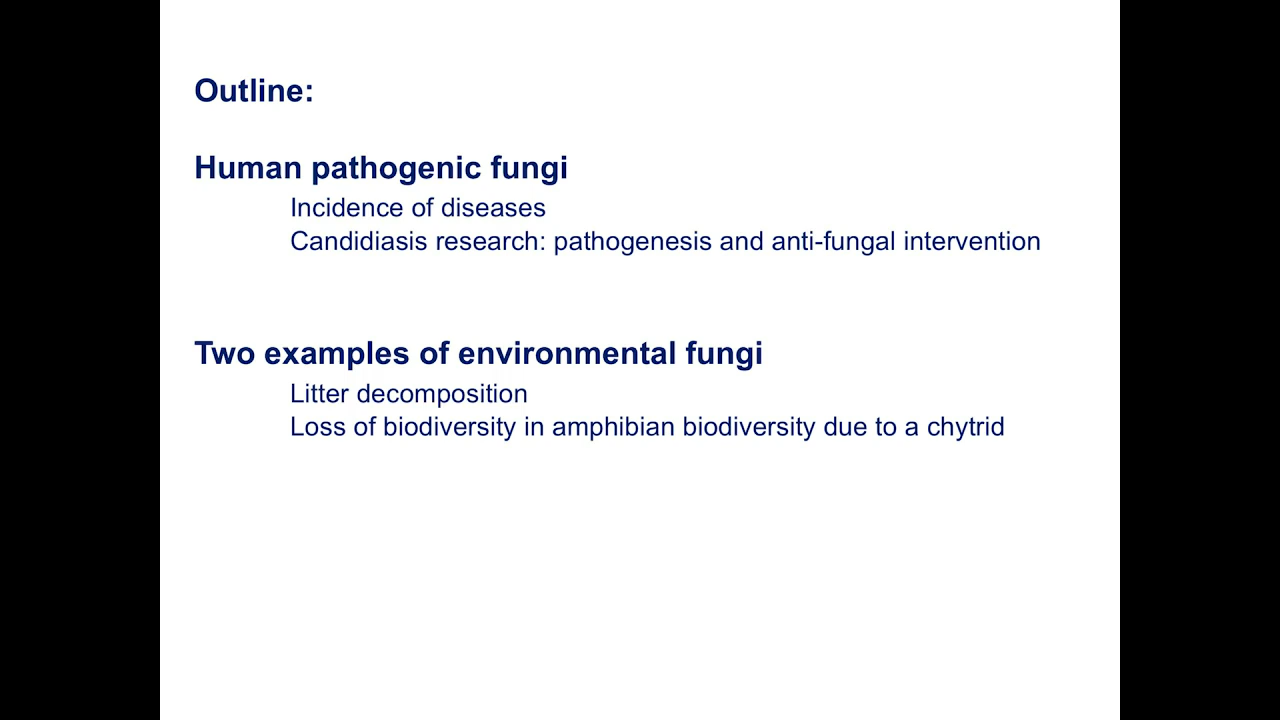 Outline:
Human pathogenic fungi
Incidence of diseases
Candidiasis research: pathogenesis and anti-fungal intervention
Two examples of environmental fungi
Litter decomposition
Loss of biodiversity in amphibian biodiversity due to a chytrid